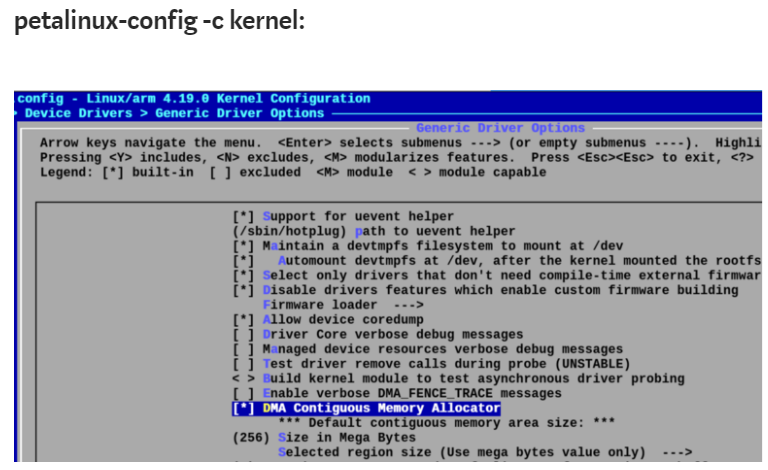 petalinux-config -c kernel:
config - Linux/arm 4.19.0 Kernel Configuration
Device Drivers > Generic Driver Options
Generic Driver Options
Arrow keys navigate the menu. <Enter> selects submenus ---> (or empty submenus ----). Highli
Pressing <Y> includes, <N> excludes, <M> modularizes features. Press <Esc><Esc> to exit, <?>
Legend: [*] built-in [ ] excluded <M> module < > module capable
[*] Support for uevent helper
(/sbin/hotplug) path to uevent helper
[*] Maintain a devtmpfs filesystem to mount at /dev
[*] Automount devtmpfs at /dev, after the kernel mounted the rootfs
[*] Select only drivers that don't need compile-time external firmwar
[*] Disable drivers features which enable custom firmware building
Firmware loader --->
[*] Allow device coredump
[ ] Driver Core verbose debug messages
[ ] Managed device resources verbose debug messages
[ ] Test driver remove calls during probe (UNSTABLE)
< > Build kernel module to test asynchronous driver probing
[ ] Enable verbose DMA_FENCE_TRACE messages
[*] DMA Contiguous Memory Allocator
*** Default contiguous memory area size: ***
(256) Size in Mega Bytes
Selected region size (Use mega bytes value only) --->